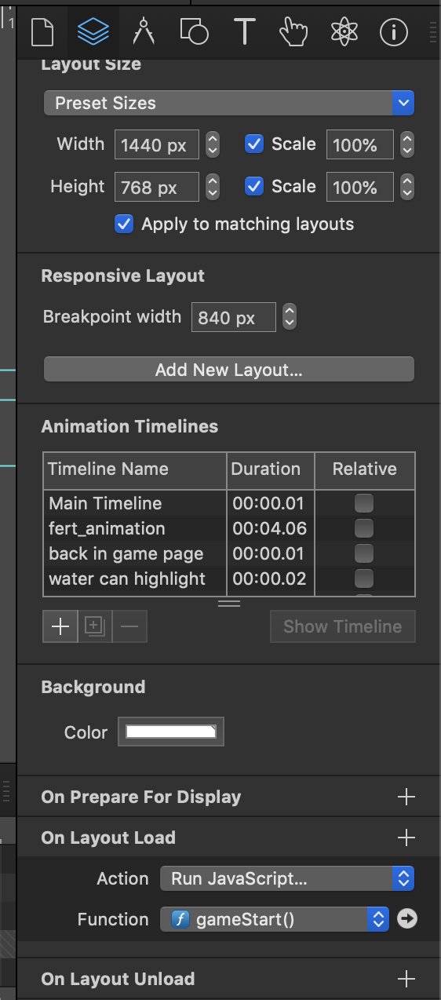 1
Layout Size
Preset Sizes
Width 1440 px Scale 100%
Height 768 px Scale 100%
Apply to matching layouts
Responsive Layout
Breakpoint width 840 px
Add New Layout...
Animation Timelines
Timeline Name Duration Relative
Main Timeline 00:00.01
fert_animation 00:04.06
back in game page 00:00.01
water can highlight 00:00.02
Show Timeline
Background
Color
On Prepare For Display
On Layout Load
Action Run JavaScript...
Function f gameStart()
On Layout Unload